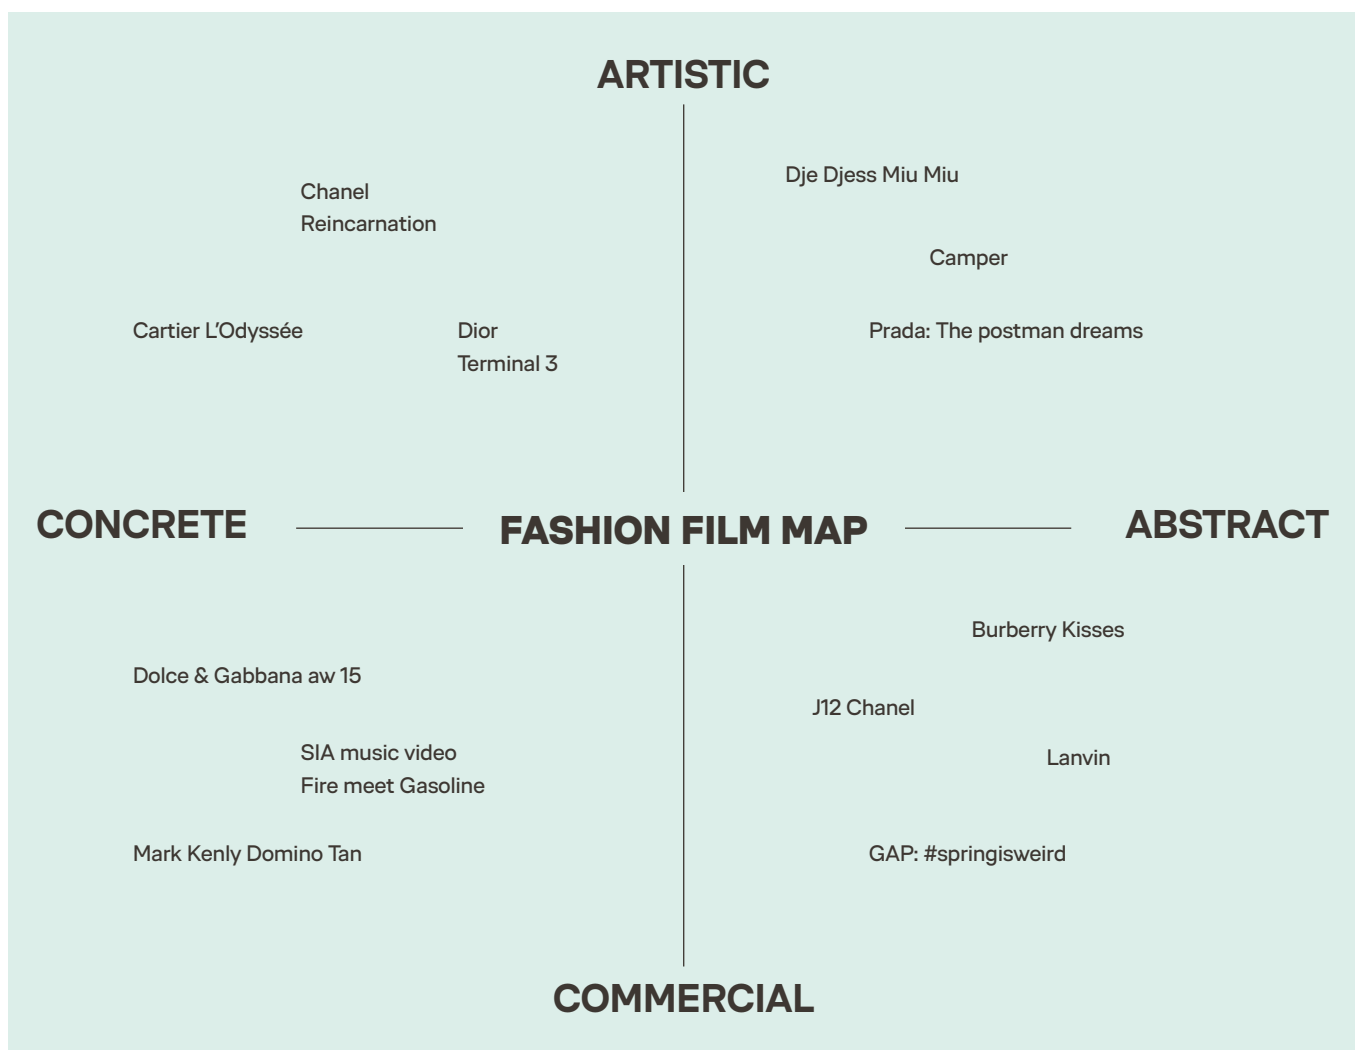 ARTISTIC
Dje Djess Miu Miu
Chanel
Reincarnation
Camper
Cartier L’Odyssée
Dior
Terminal 3
Prada: The postman dreams
CONCRETE
FASHION FILM MAP
ABSTRACT
Burberry Kisses
Dolce & Gabbana aw 15
J12 Chanel
SIA music video
Fire meet Gasoline
Lanvin
Mark Kenly Domino Tan
GAP: #springisweird
COMMERCIAL